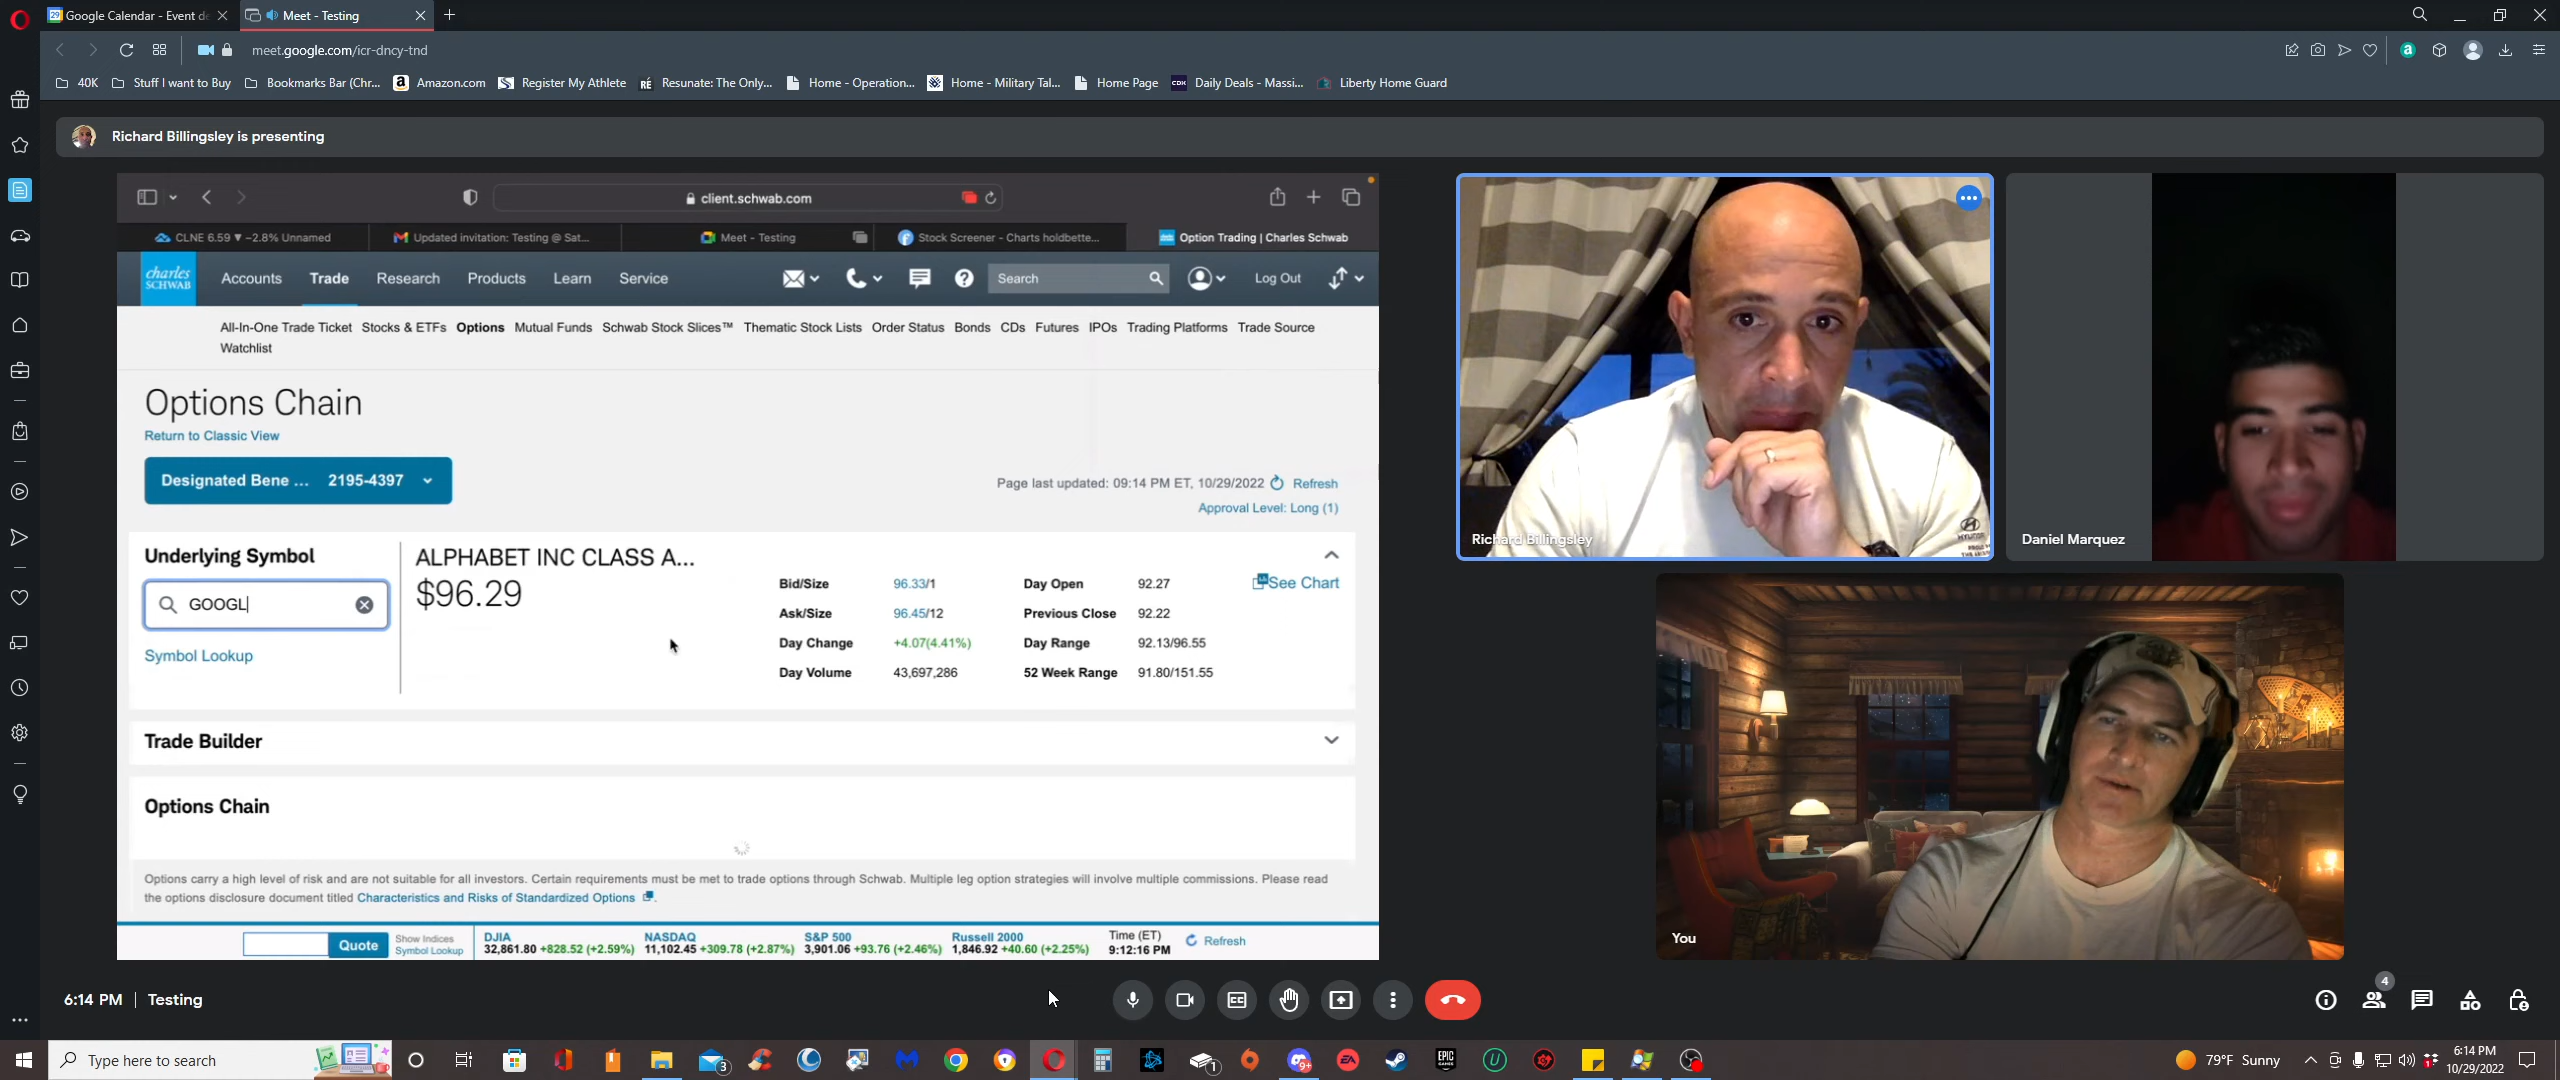 Google Calendar - Event de
Meet - Testing
meet.google.com/icr-dncy-tnd
40K
Stuff I want to Buy
Bookmarks Bar (Chr...
Amazon.com
Register My Athlete
RÉ
Resunate: The Only...
Home - Operation...
Home - Military Tal...
Home Page
CDK
Daily Deals - Massi...
Liberty Home Guard
Richard Billingsley is presenting
client.schwab.com
CLNE 6.59 ▼ -2.8% Unnamed
Updated invitation: Testing @ Sat...
Meet - Testing
Stock Screener - Charts holdbette...
Option Trading | Charles Schwab
charles
SCHWAB
Accounts
Trade
Research
Products
Learn
Service
Search
Log Out
All-In-One Trade Ticket Stocks & ETFs Options Mutual Funds Schwab Stock Slices™ Thematic Stock Lists Order Status Bonds CDs Futures IPOs Trading Platforms Trade Source
Watchlist
Options Chain
Return to Classic View
Designated Bene ... 2195-4397
Page last updated: 09:14 PM ET, 10/29/2022 Refresh
Approval Level: Long (1)
Underlying Symbol
GOOGL
Symbol Lookup
ALPHABET INC CLASS A...
$96.29
Bid/Size 96.33/1 Day Open 92.27
See Chart
Ask/Size 96.45/12 Previous Close 92.22
Day Change +4.07(4.41%) Day Range 92.13/96.55
Day Volume 43,697,286 52 Week Range 91.80/151.55
Trade Builder
Options Chain
Options carry a high level of risk and are not suitable for all investors. Certain requirements must be met to trade options through Schwab. Multiple leg option strategies will involve multiple commissions. Please read
the options disclosure document titled Characteristics and Risks of Standardized Options .
Quote
Show Indices
Symbol Lookup
DJIA
32,861.80 +828.52 (+2.59%)
NASDAQ
11,102.45 +309.78 (+2.87%)
S&P 500
3,901.06 +93.76 (+2.46%)
Russell 2000
1,846.92 +40.60 (+2.25%)
Time (ET)
9:12:16 PM
Refresh
Richard Billingsley
Daniel Marquez
HYUNDAI
You
6:14 PM | Testing
4
Type here to search
3
1
9+
EA
EPIC
GAMES
79°F Sunny
6:14 PM
10/29/2022